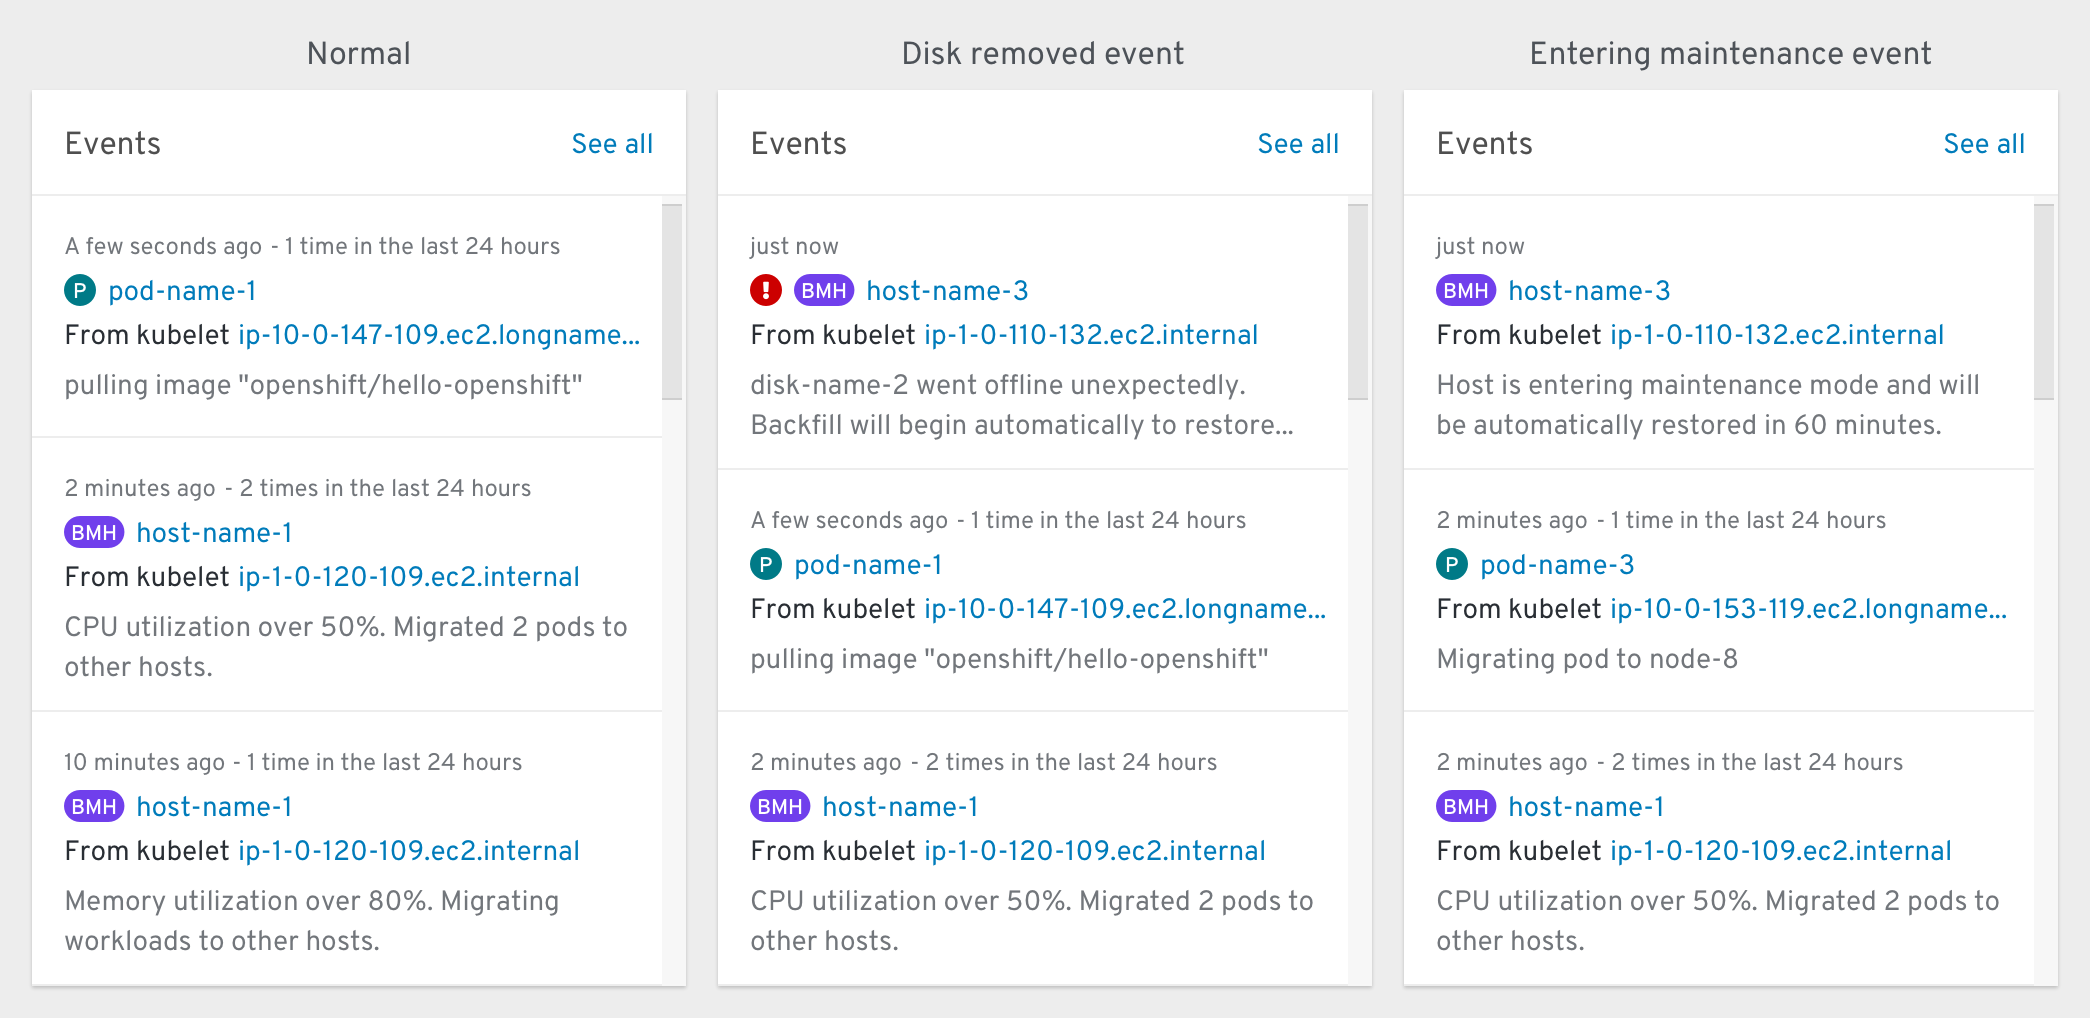 Normal
Events
See all
A few seconds ago - 1 time in the last 24 hours
P pod-name-1
From kubelet ip-10-0-147-109.ec2.longname...
pulling image "openshift/hello-openshift"
2 minutes ago - 2 times in the last 24 hours
BMH host-name-1
From kubelet ip-1-0-120-109.ec2.internal
CPU utilization over 50%. Migrated 2 pods to
other hosts.
10 minutes ago - 1 time in the last 24 hours
BMH host-name-1
From kubelet ip-1-0-120-109.ec2.internal
Memory utilization over 80%. Migrating
workloads to other hosts.
Disk removed event
Events
See all
just now
! BMH host-name-3
From kubelet ip-1-0-110-132.ec2.internal
disk-name-2 went offline unexpectedly.
Backfill will begin automatically to restore...
A few seconds ago - 1 time in the last 24 hours
P pod-name-1
From kubelet ip-10-0-147-109.ec2.longname...
pulling image "openshift/hello-openshift"
2 minutes ago - 2 times in the last 24 hours
BMH host-name-1
From kubelet ip-1-0-120-109.ec2.internal
CPU utilization over 50%. Migrated 2 pods to
other hosts.
Entering maintenance event
Events
See all
just now
BMH host-name-3
From kubelet ip-1-0-110-132.ec2.internal
Host is entering maintenance mode and will
be automatically restored in 60 minutes.
2 minutes ago - 1 time in the last 24 hours
P pod-name-3
From kubelet ip-10-0-153-119.ec2.longname...
Migrating pod to node-8
2 minutes ago - 2 times in the last 24 hours
BMH host-name-1
From kubelet ip-1-0-120-109.ec2.internal
CPU utilization over 50%. Migrated 2 pods to
other hosts.